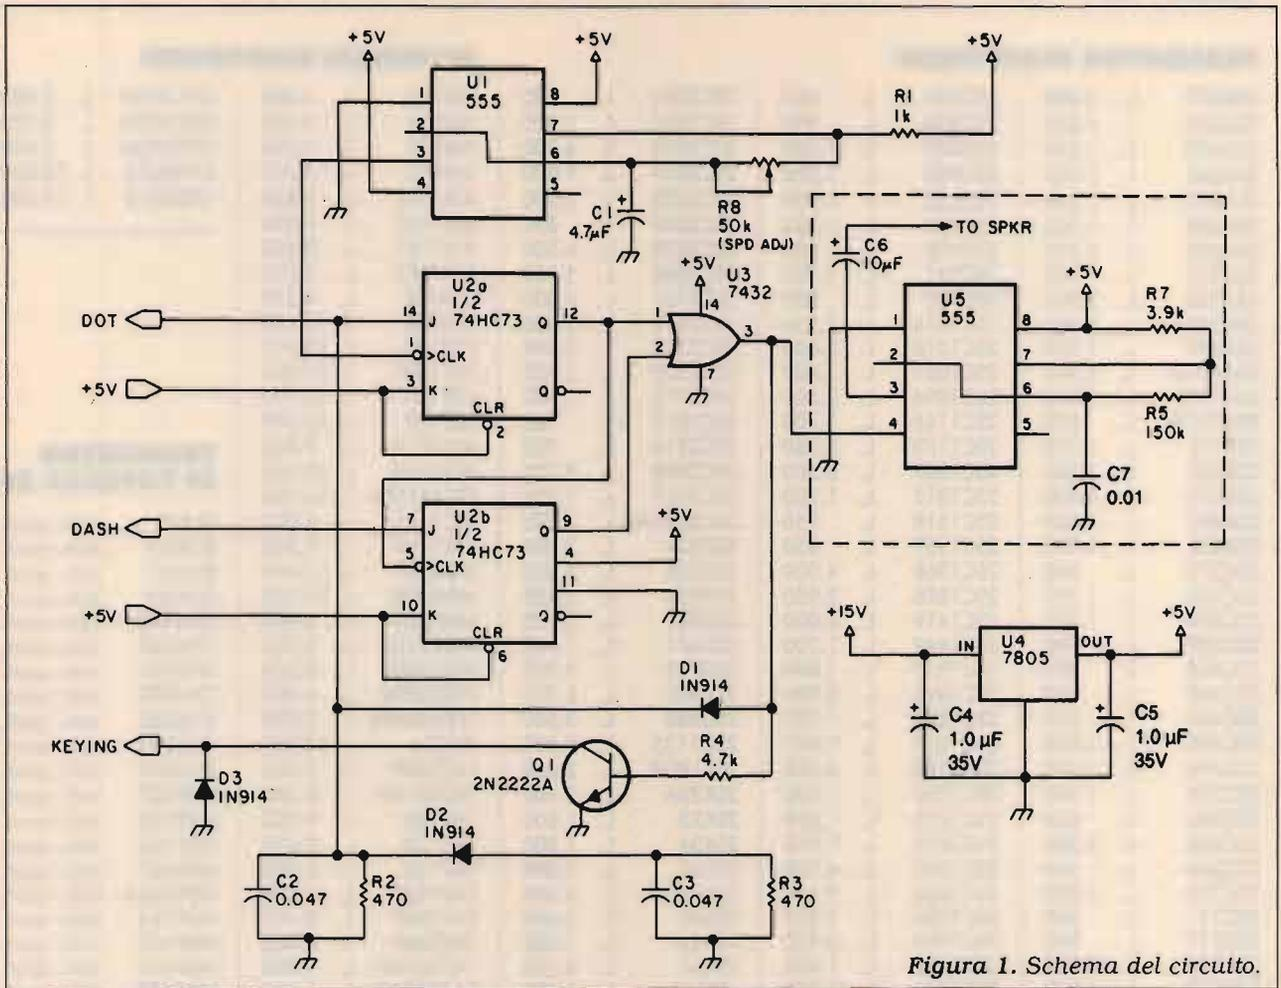 +5V
U1
555
1
2
3
4
8
7
6
5
+5V
+5V
R1
1k
C1
4.7µF
+
R8
50k
(SPD ADJ)
DOT
+5V
U2a
1/2
74HC73
14
J
1
>CLK
3
K
CLR
2
Q
12
Q
+5V
U3
7432
14
1
2
3
7
TO SPKR
+
C6
10µF
U5
555
1
2
3
4
8
7
6
5
+5V
R7
3.9k
R5
150k
C7
0.01
DASH
+5V
U2b
1/2
74HC73
7
J
5
>CLK
10
K
CLR
6
Q
9
4
11
Q
+5V
+15V
IN
U4
7805
OUT
+5V
+
C4
1.0 µF
35V
+
C5
1.0 µF
35V
D1
1N914
KEYING
D3
1N914
Q1
2N2222A
R4
4.7k
D2
1N914
C2
0.047
R2
470
C3
0.047
R3
470
Figura 1. Schema del circuito.